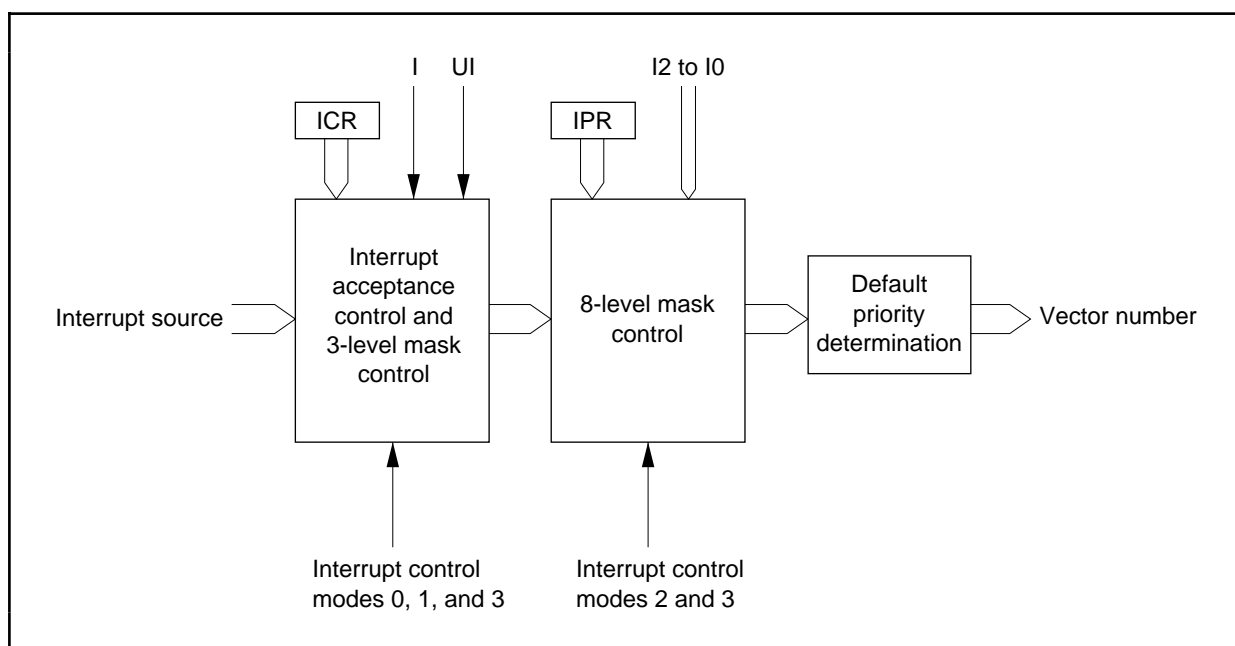 I UI I2 to I0
ICR
IPR
Interrupt
acceptance
control and
3-level mask
control
8-level mask
control
Default
priority
determination
Interrupt source
Vector number
Interrupt control
modes 0, 1, and 3
Interrupt control
modes 2 and 3